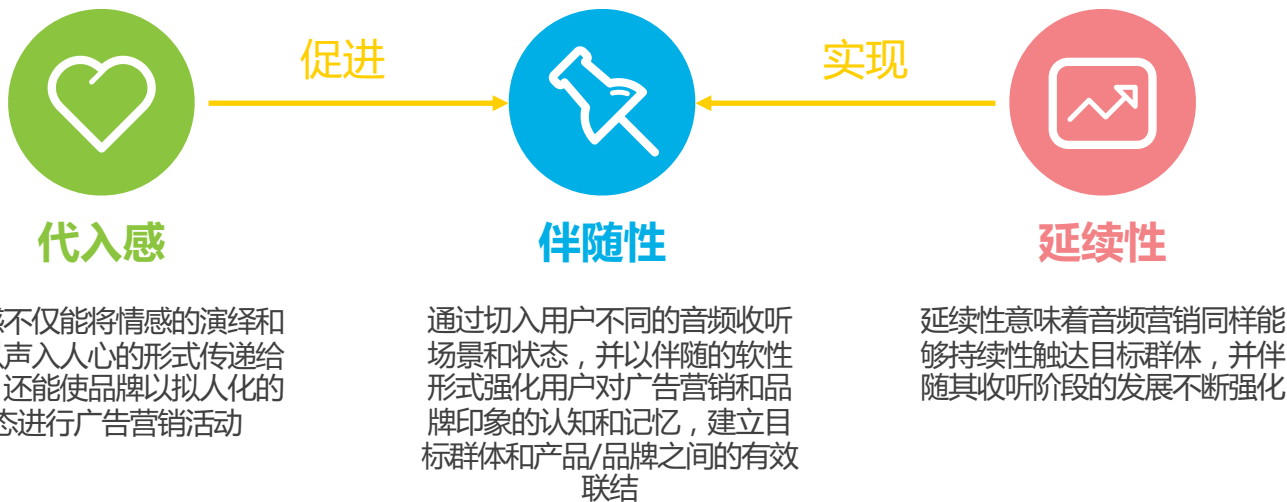 促进
实现
代入感
伴随性
延续性
不仅能将情感的演绎和
声入人心的形式传递给
还能使品牌以拟人化的
态进行广告营销活动
通过切入用户不同的音频收听
场景和状态，并以伴随的软性
形式强化用户对广告营销和品
牌印象的认知和记忆，建立目
标群体和产品/品牌之间的有效
联结
延续性意味着音频营销同样能
够持续性触达目标群体，并伴
随其收听阶段的发展不断强化